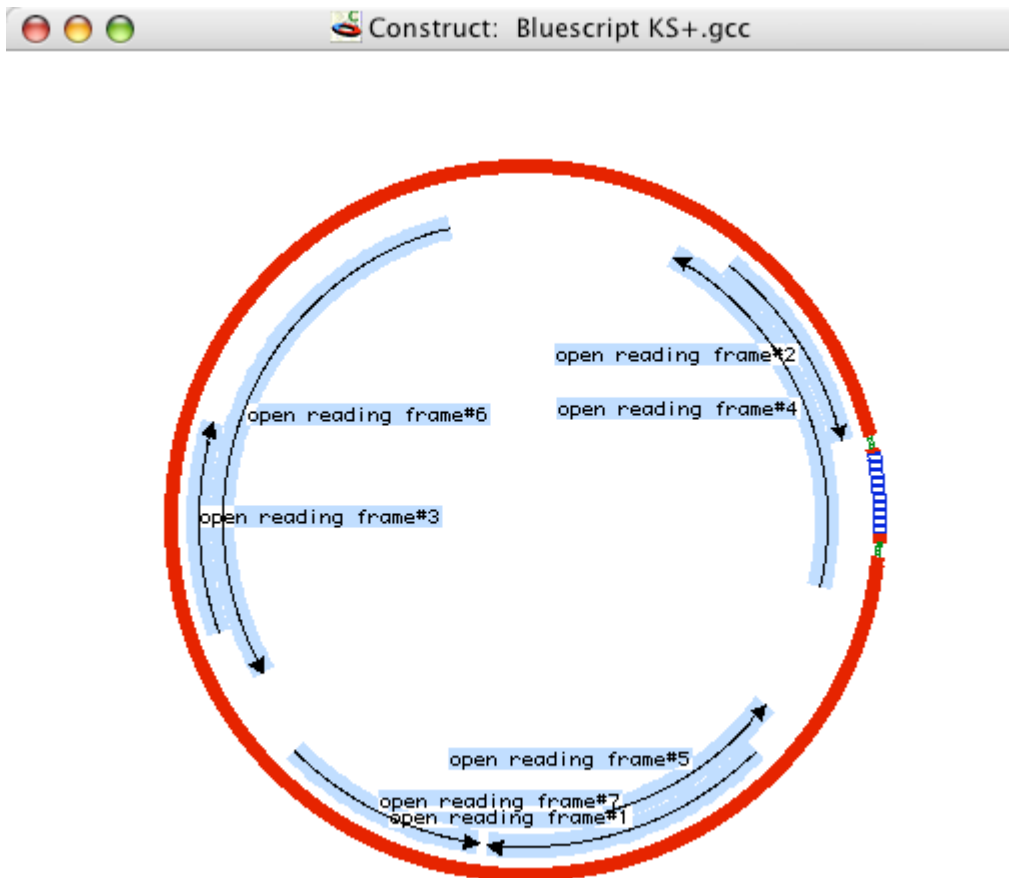 Construct: Bluescript KS+.gcc
open reading frame#2
open reading frame#4
open reading frame#6
open reading frame#3
open reading frame#5
open reading frame#7
open reading frame#1